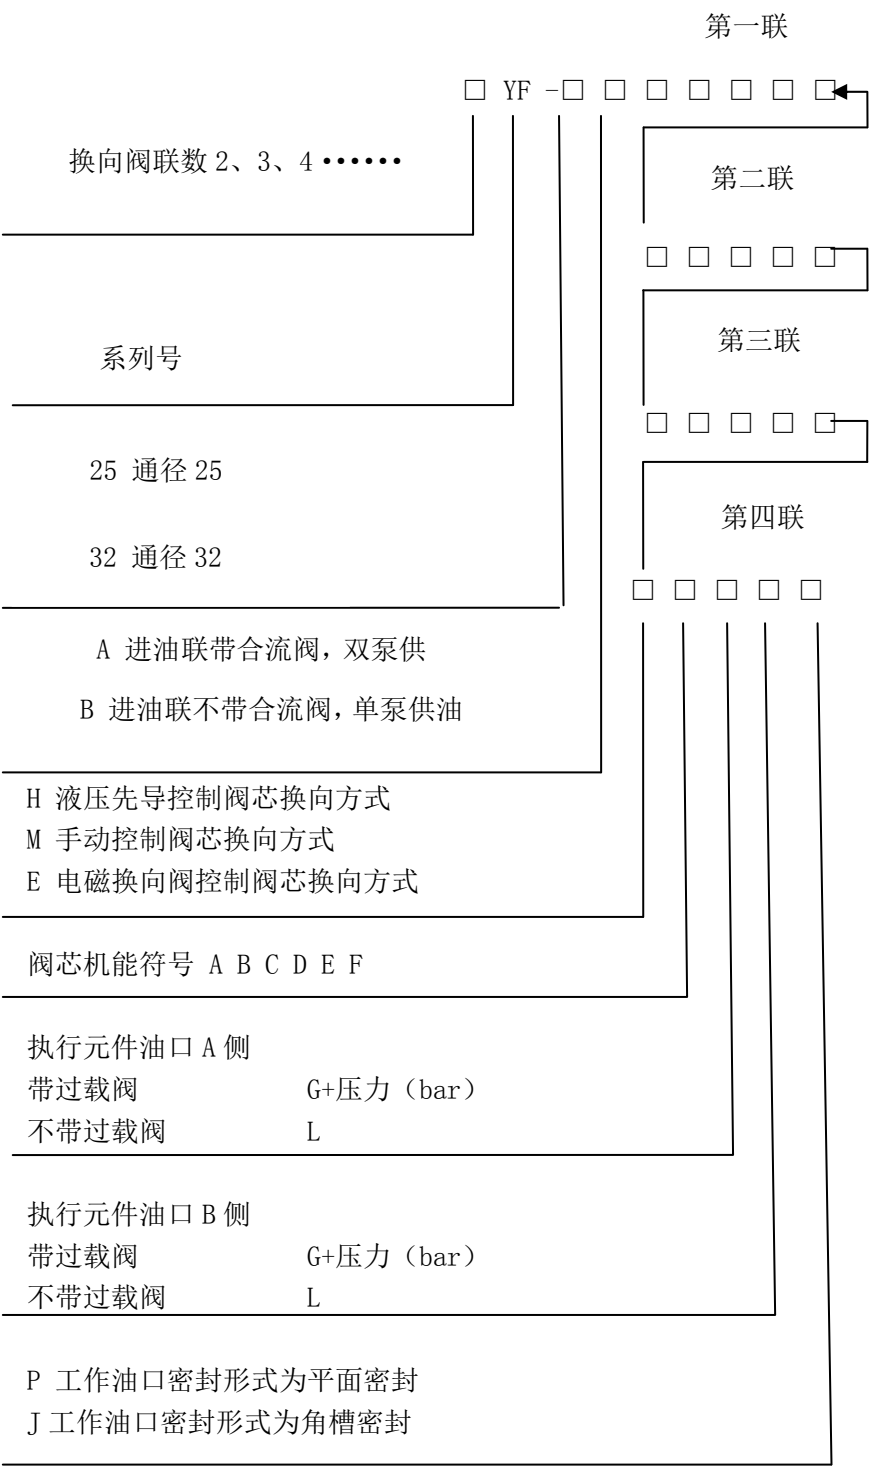 第一联
□ YF -□ □ □ □ □ □ □
换向阀联数 2、3、4 ······
第二联
□ □ □ □ □
系列号
第三联
□ □ □ □ □
25 通径 25
第四联
32 通径 32
□ □ □ □ □
A 进油联带合流阀，双泵供
B 进油联不带合流阀，单泵供油
H 液压先导控制阀芯换向方式
M 手动控制阀芯换向方式
E 电磁换向阀控制阀芯换向方式
阀芯机能符号 A B C D E F
执行元件油口 A 侧
带过载阀 G+压力（bar）
不带过载阀 L
执行元件油口 B 侧
带过载阀 G+压力（bar）
不带过载阀 L
P 工作油口密封形式为平面密封
J 工作油口密封形式为角槽密封